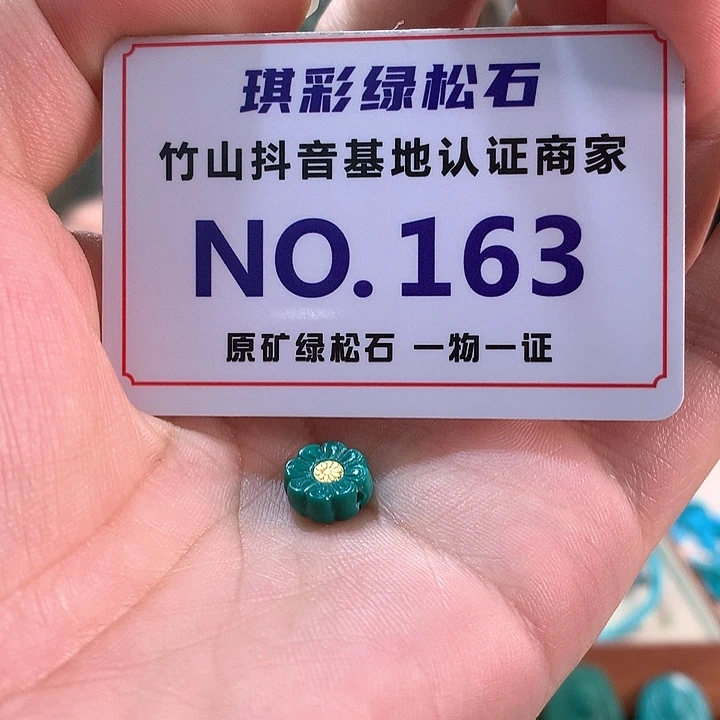 琪彩绿松石
竹山抖音基地认证商家
NO.163
原矿绿松石 一物一证